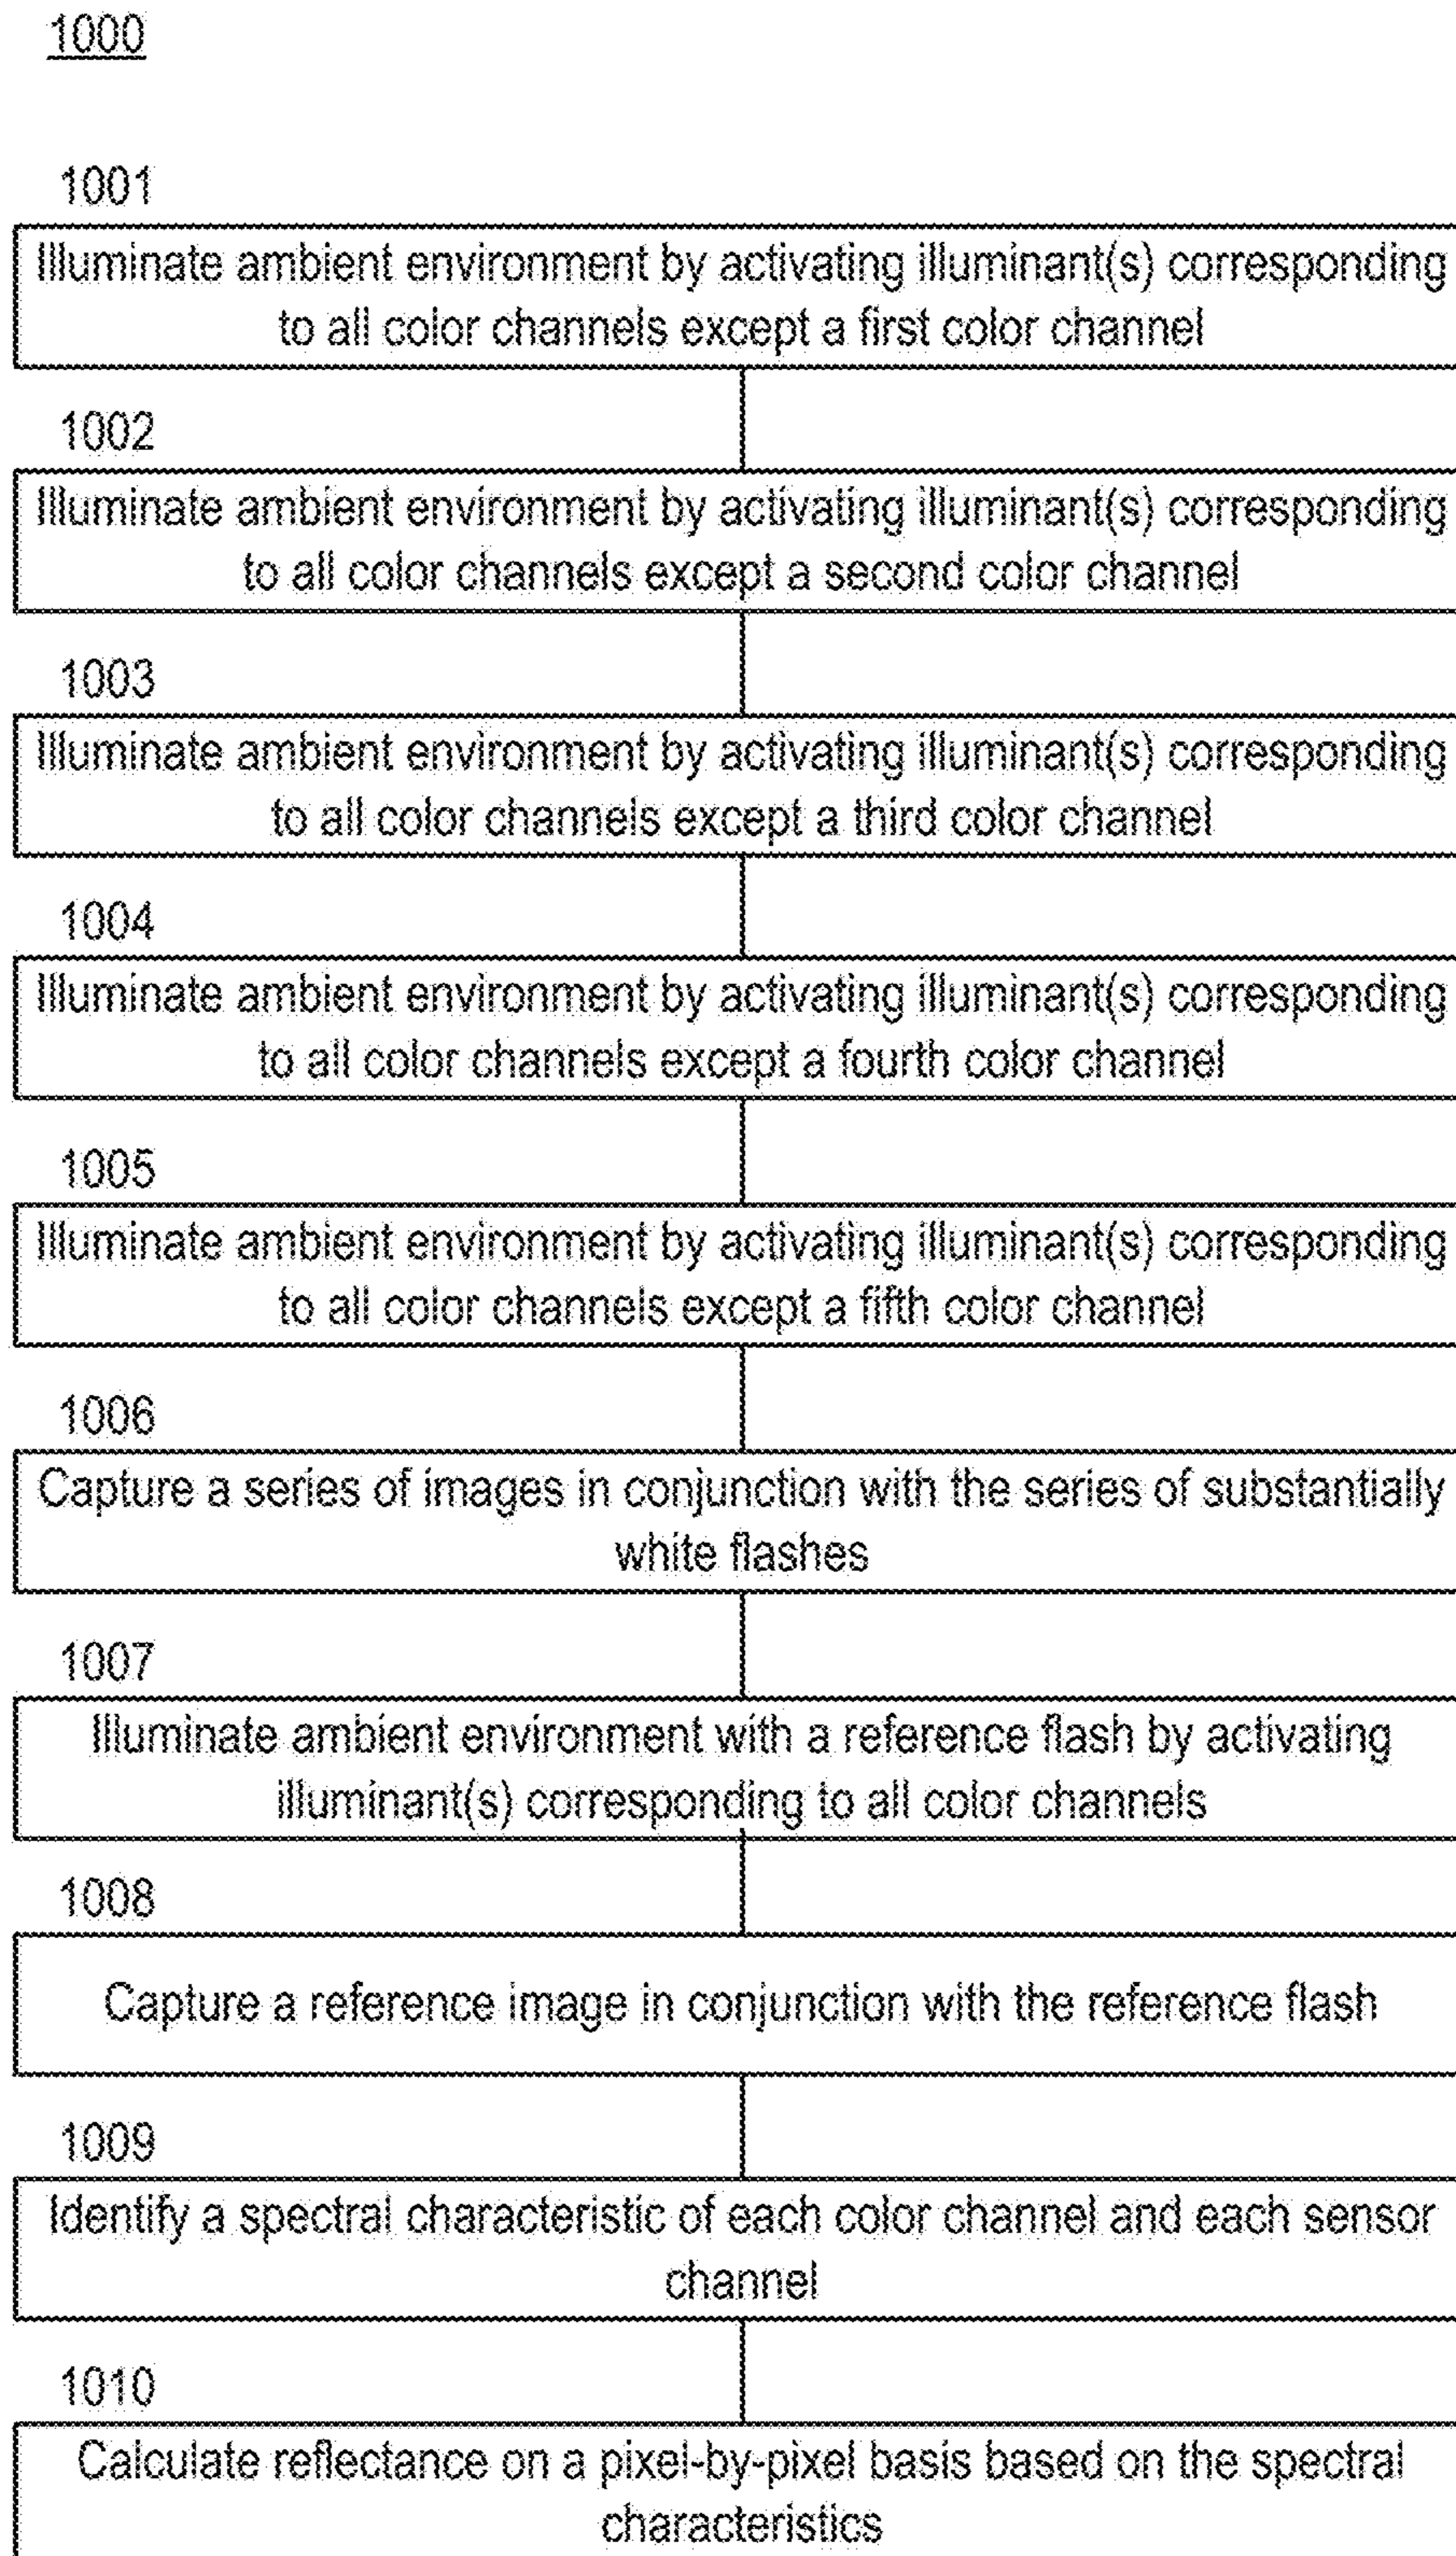 1000
1001
Illuminate ambient environment by activating illuminant(s) corresponding
to all color channels except a first color channel
1002
Illuminate ambient environment by activating illuminant(s) corresponding
to all color channels except a second color channel
1003
Illuminate ambient environment by activating illuminant(s) corresponding
to all color channels except a third color channel
1004
Illuminate ambient environment by activating illuminant(s) corresponding
to all color channels except a fourth color channel
1005
Illuminate ambient environment by activating illuminant(s) corresponding
to all color channels except a fifth color channel
1006
Capture a series of images in conjunction with the series of substantially
white flashes
1007
Illuminate ambient environment with a reference flash by activating
illuminant(s) corresponding to all color channels
1008
Capture a reference image in conjunction with the reference flash
1009
Identify a spectral characteristic of each color channel and each sensor
channel
1010
Calculate reflectance on a pixel-by-pixel basis based on the spectral
characteristics